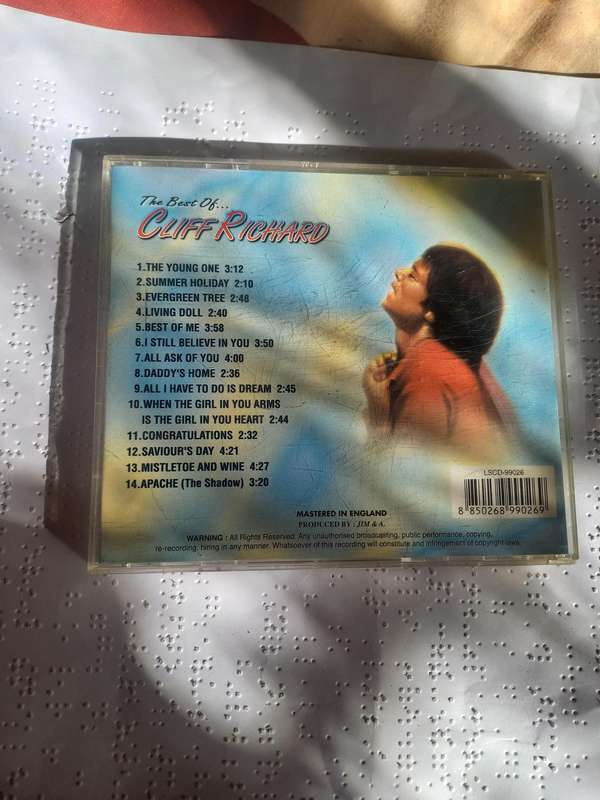 The Best Of...
CLIFF RICHARD
1.THE YOUNG ONE 3:12
2.SUMMER HOLIDAY 2:10
3.EVERGREEN TREE 2:46
4.LIVING DOLL 2:40
5.BEST OF ME 3:58
6.I STILL BELIEVE IN YOU 3:50
7.ALL ASK OF YOU 4:00
8.DADDY'S HOME 2:36
9.ALL I HAVE TO DO IS DREAM 2:45
10.WHEN THE GIRL IN YOU ARMS
IS THE GIRL IN YOU HEART 2:44
11.CONGRATULATIONS 2:32
12.SAVIOUR'S DAY 4:21
13.MISTLETOE AND WINE 4:27
14.APACHE (The Shadow) 3:20
LSCD-99026
8 850268 990269
MASTERED IN ENGLAND
PRODUCED BY : JIM & A.
WARNING : All Rights Reserved. Any unauthorised broadcasting, public performance, copying,
re-recording, hiring in any manner. Whatsoever of this recording will constitute and infringement of copyright laws.